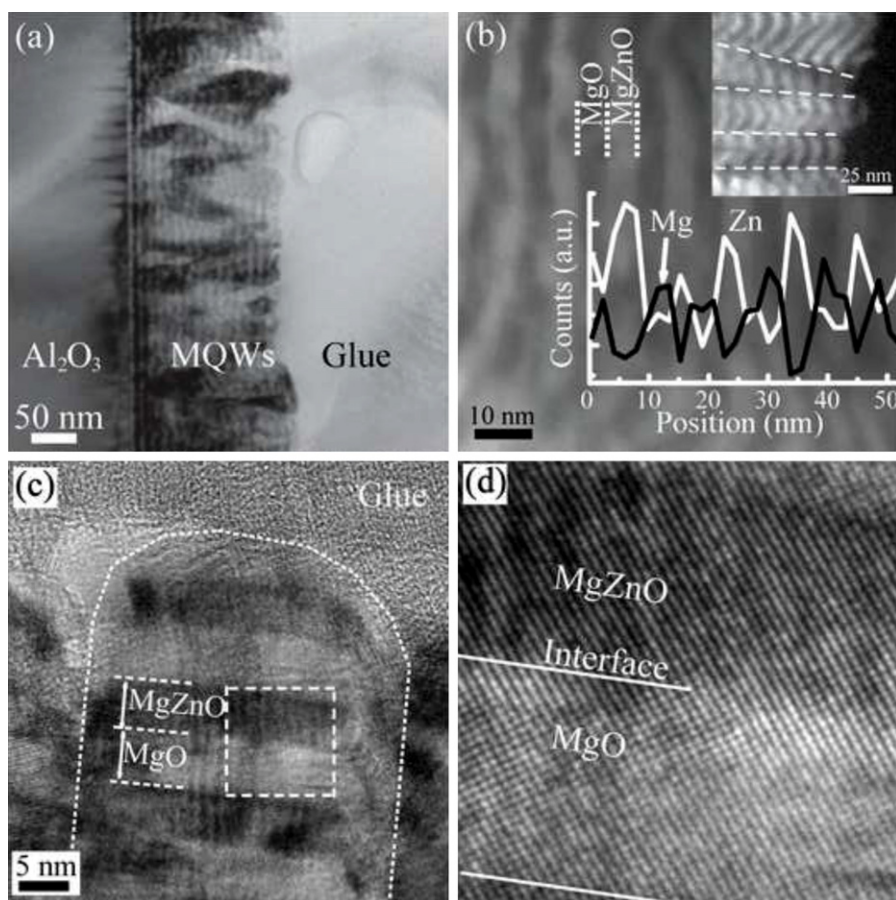 (a)
Al₂O₃
MQWs
Glue
50 nm
(b)
MgO
MgZnO
25 nm
Mg
Zn
Counts (a.u.)
0 10 20 30 40 50
Position (nm)
10 nm
(c)
Glue
MgZnO
MgO
5 nm
(d)
MgZnO
Interface
MgO